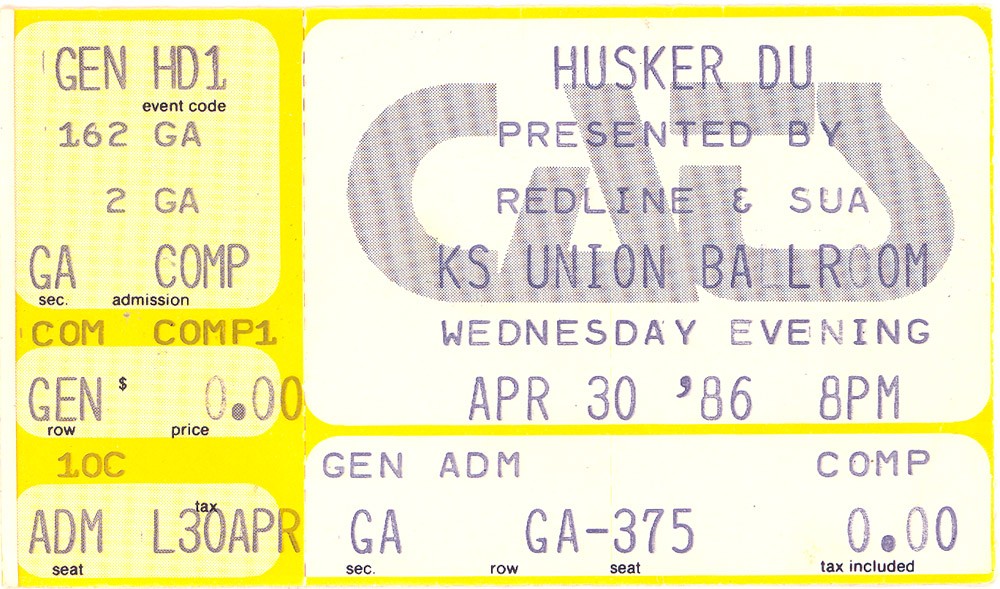 GEN HD1
event code
162 GA
2 GA
GA COMP
sec. admission
COM COMP1
GEN $ 0.00
row price
10C
tax
ADM L30APR
seat
HUSKER DU
PRESENTED BY
REDLINE & SUA
KS UNION BALLROOM
WEDNESDAY EVENING
APR 30 '86 8PM
GEN ADM COMP
GA GA-375 0.00
sec. row seat tax included